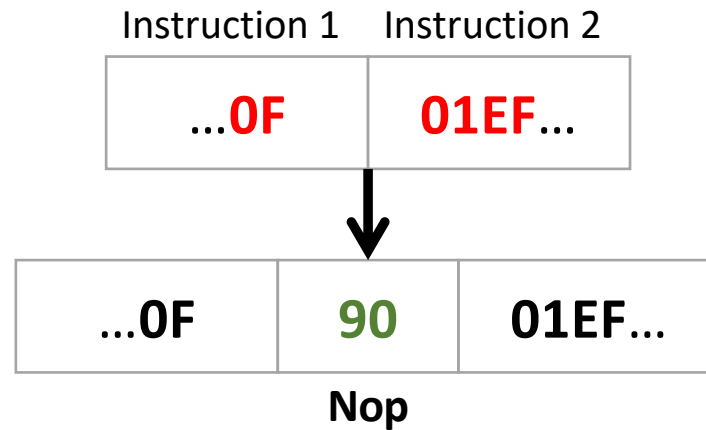 Instruction 1 Instruction 2
...0F 01EF...
...0F 90 01EF...
Nop